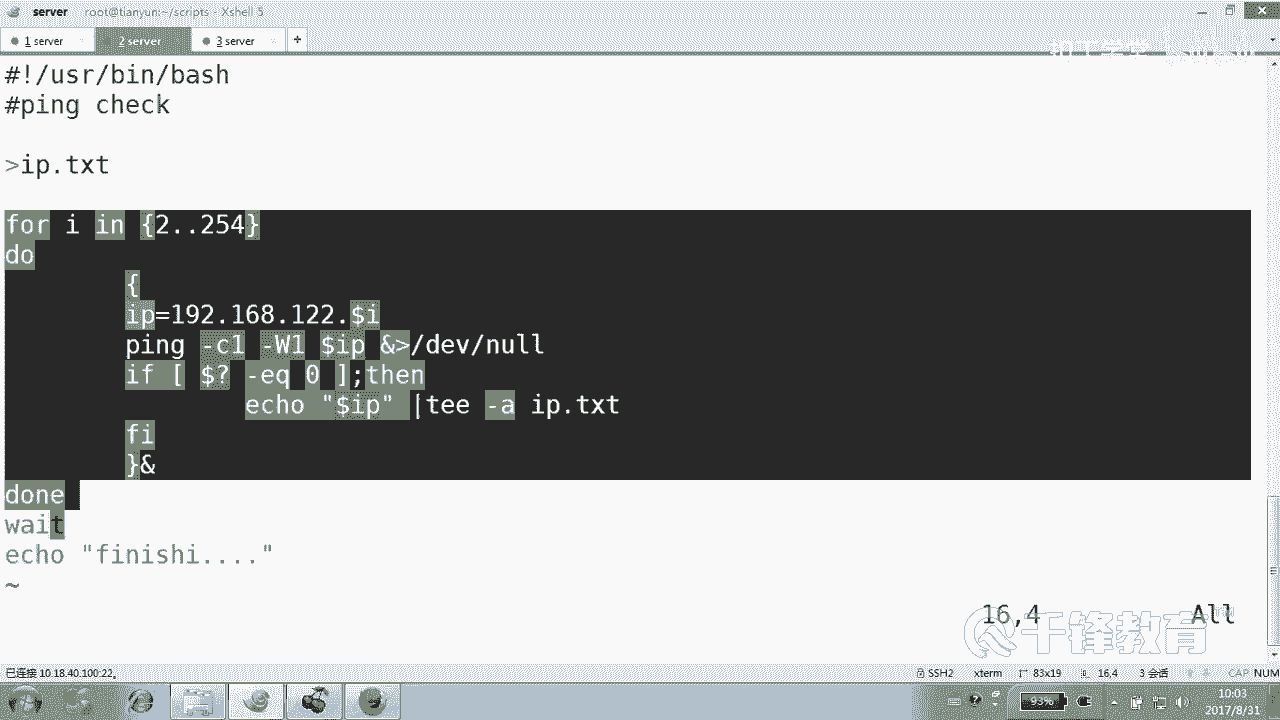 server root@tianyun:~/scripts - Xshell 5
1 server 2 server 3 server +
#!/usr/bin/bash
#ping check
>ip.txt
for i in {2..254}
do
{
ip=192.168.122.$i
ping -c1 -W1 $ip &>/dev/null
if [ $? -eq 0 ];then
echo "$ip" |tee -a ip.txt
fi
}&
done
wait
echo "finishi...."
~
16,4 All
千锋教育
已连接 10.18.40.100:22。 SSH2 xterm 83x19 16,4 3 会话 CAP NUM
93% 10:03
2017/8/31